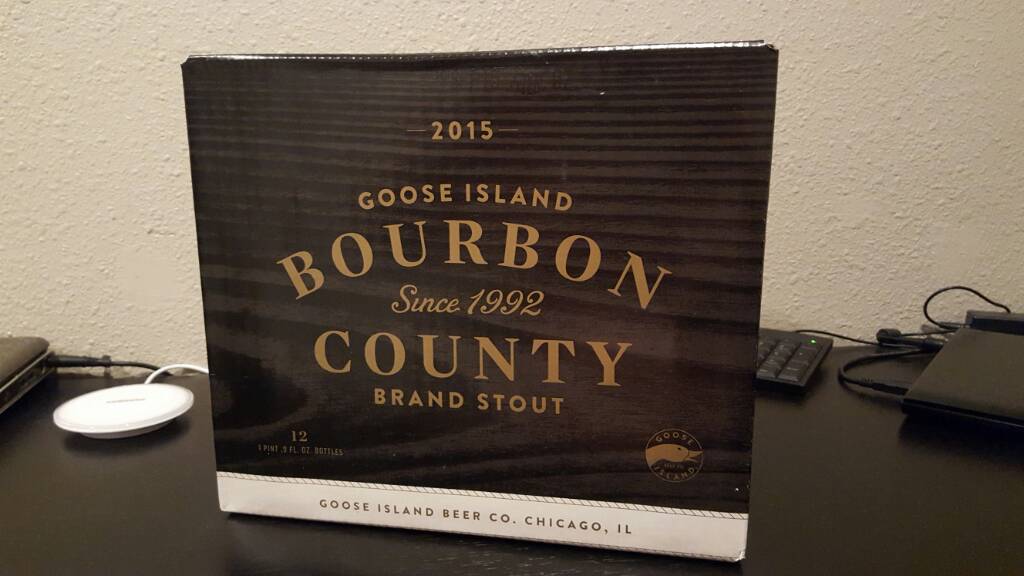 2015
GOOSE ISLAND
BOURBON
Since 1992
COUNTY
BRAND STOUT
12
1 PINT .9 FL. OZ. BOTTLES
GOOSE
ISLAND
GOOSE ISLAND BEER CO. CHICAGO, IL